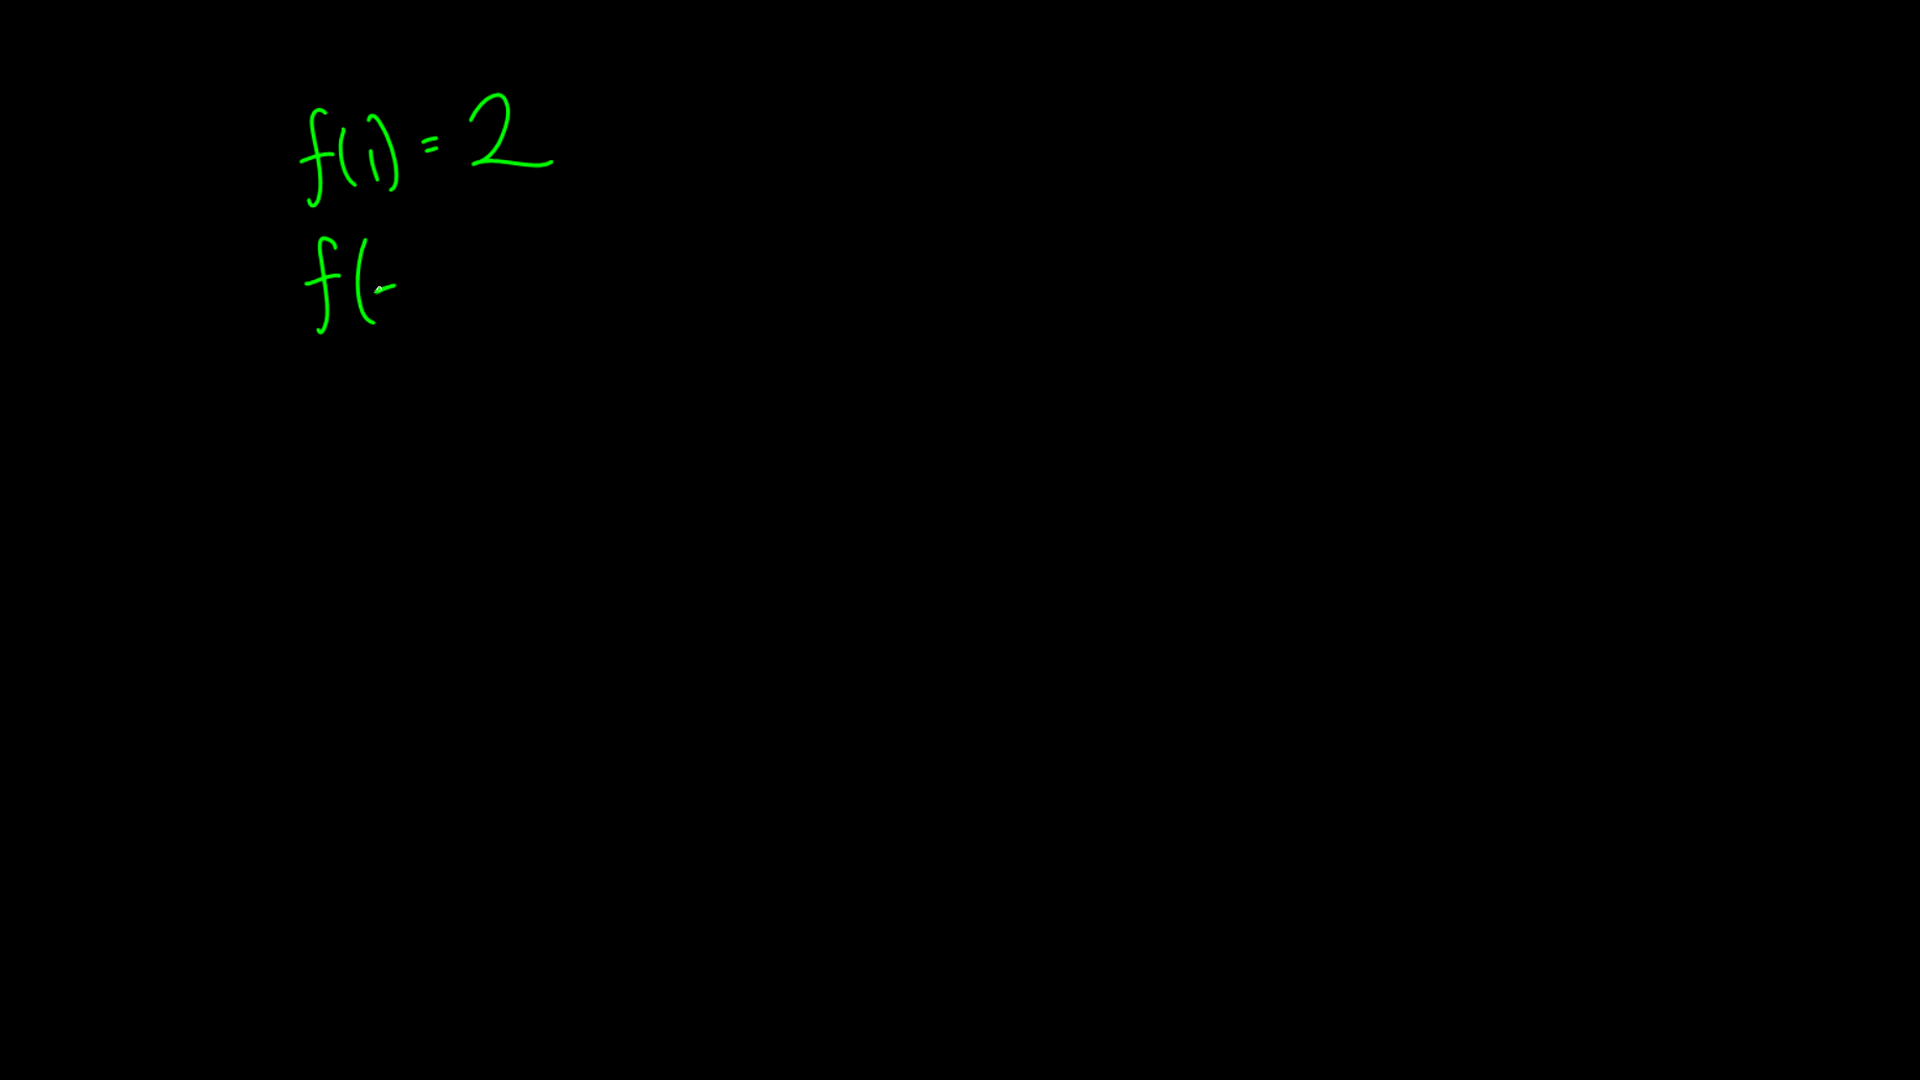 f(1) = 2
f(-